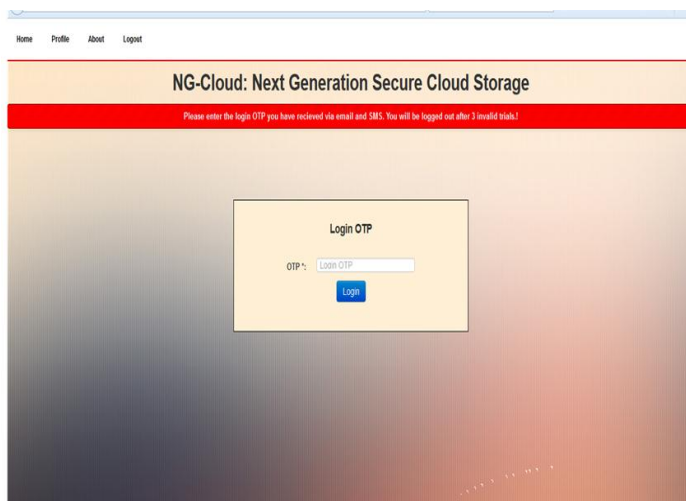 Home Profile About Logout
NG-Cloud: Next Generation Secure Cloud Storage
Please enter the login OTP you have recieved via email and SMS. You will be logged out after 3 invalid trials.!
Login OTP
OTP *: Login OTP
Login